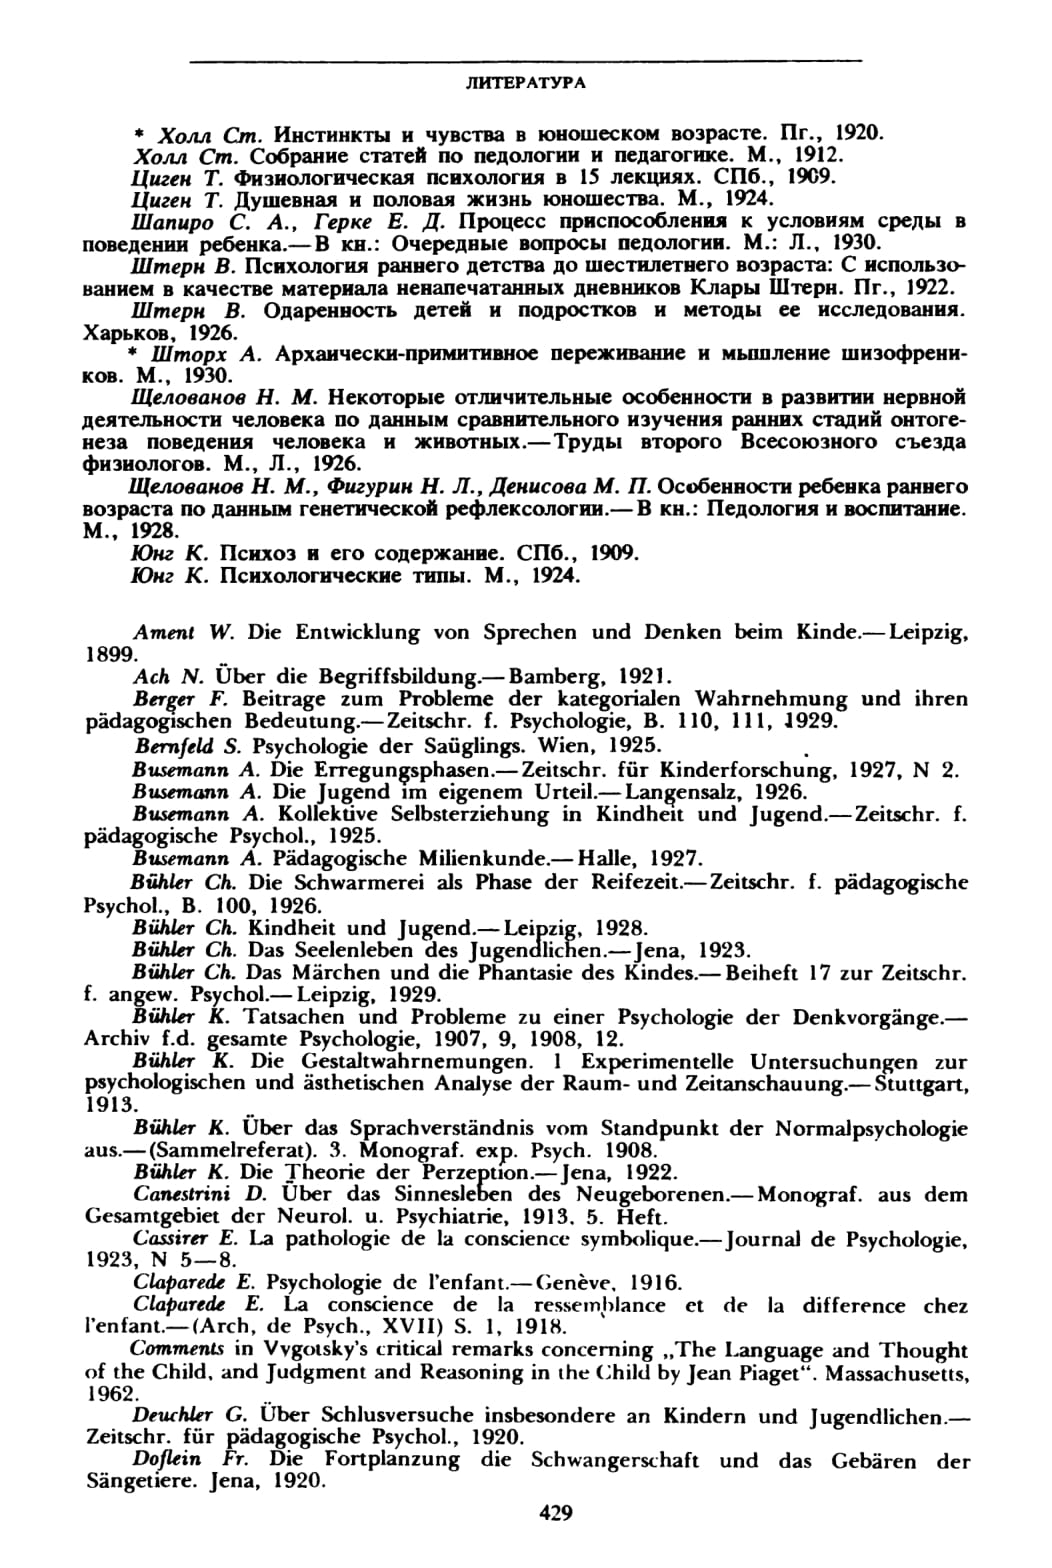 ЛИТЕРАТУРА
* Холл Ст. Инстинкты и чувства в юношеском возрасте. Пг., 1920.
Холл Ст. Собрание статей по педологии и педагогике. М., 1912.
Циген Т. Физиологическая психология в 15 лекциях. СПб., 1909.
Циген Т. Душевная и половая жизнь юношества. М., 1924.
Шапиро С. А., Герке Е. Д. Процесс приспособления к условиям среды в
поведении ребенка.— В кн.: Очередные вопросы педологии. М.: Л., 1930.
Штерн В. Психология раннего детства до шестилетнего возраста: С использо-
ванием в качестве материала ненапечатанных дневников Клары Штерн. Пг., 1922.
Штерн В. Одаренность детей и подростков и методы ее исследования.
Харьков, 1926.
* Шторх А. Архаически-примитивное переживание и мышление шизофрени-
ков. М., 1930.
Щелованов Н. М. Некоторые отличительные особенности в развитии нервной
деятельности человека по данным сравнительного изучения ранних стадий онтоге-
неза поведения человека и животных.— Труды второго Всесоюзного съезда
физиологов. М., Л., 1926.
Щелованов Н. М., Фигурин Н. Л., Денисова М. П. Особенности ребенка раннего
возраста по данным генетической рефлексологии.— В кн.: Педология и воспитание.
М., 1928.
Юнг К. Психоз и его содержание. СПб., 1909.
Юнг К. Психологические типы. М., 1924.
Ament W. Die Entwicklung von Sprechen und Denken beim Kinde.— Leipzig,
1899.
Ach N. Über die Begriffsbildung.— Bamberg, 1921.
Berger F. Beitrage zum Probleme der kategorialen Wahrnehmung und ihren
pädagogischen Bedeutung.— Zeitschr. f. Psychologie, B. 110, 111, 1929.
Bernfeld S. Psychologie der Saüglings. Wien, 1925.
Busemann A. Die Erregungsphasen.— Zeitschr. für Kinderforschung, 1927, N 2.
Busemann A. Die Jugend im eigenem Urteil.— Langensalz, 1926.
Busemann A. Kollektive Selbsterziehung in Kindheit und Jugend.— Zeitschr. f.
pädagogische Psychol., 1925.
Busemann A. Pädagogische Milienkunde.— Halle, 1927.
Bühler Ch. Die Schwarmerei als Phase der Reifezeit.— Zeitschr. f. pädagogische
Psychol., B. 100, 1926.
Bühler Ch. Kindheit und Jugend.— Leipzig, 1928.
Bühler Ch. Das Seelenleben des Jugendlichen.— Jena, 1923.
Bühler Ch. Das Märchen und die Phantasie des Kindes.— Beiheft 17 zur Zeitschr.
f. angew. Psychol.— Leipzig, 1929.
Bühler K. Tatsachen und Probleme zu einer Psychologie der Denkvorgänge.—
Archiv f.d. gesamte Psychologie, 1907, 9, 1908, 12.
Bühler K. Die Gestaltwahrnemungen. 1 Experimentelle Untersuchungen zur
psychologischen und ästhetischen Analyse der Raum- und Zeitanschauung.— Stuttgart,
1913.
Bühler K. Über das Sprachverständnis vom Standpunkt der Normalpsychologie
aus.— (Sammelreferat). 3. Monograf. exp. Psych. 1908.
Bühler K. Die Theorie der Perzeption.— Jena, 1922.
Canestrini D. Über das Sinnesleben des Neugeborenen.— Monograf. aus dem
Gesamtgebiet der Neurol. u. Psychiatrie, 1913. 5. Heft.
Cassirer E. La pathologie de la conscience symbolique.— Journal de Psychologie,
1923, N 5—8.
Claparede E. Psychologie de l'enfant.— Genève, 1916.
Claparede E. La conscience de la ressemblance et de la difference chez
l'enfant.— (Arch, de Psych., XVII) S. 1, 1918.
Comments in Vygotsky's critical remarks concerning „The Language and Thought
of the Child, and Judgment and Reasoning in the Child by Jean Piaget“. Massachusetts,
1962.
Deuchler G. Über Schlusversuche insbesondere an Kindern und Jugendlichen.—
Zeitschr. für pädagogische Psychol., 1920.
Doflein Fr. Die Fortplanzung die Schwangerschaft und das Gebären der
Sängetiere. Jena, 1920.
429